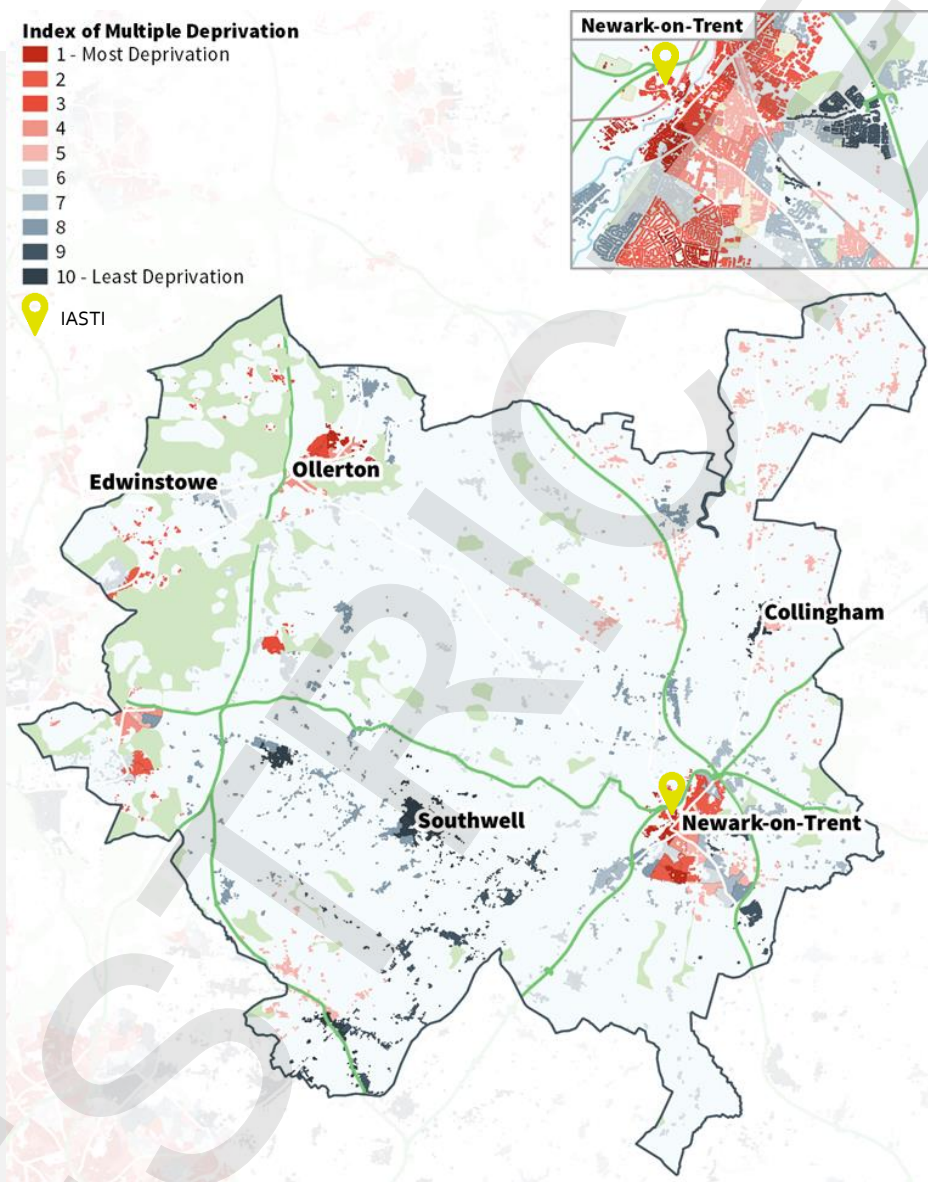 Index of Multiple Deprivation
1 - Most Deprivation
2
3
4
5
6
7
8
9
10 - Least Deprivation
IASTI
Newark-on-Trent
Ollerton
Edwinstowe
Collingham
Southwell
Newark-on-Trent
STRICT